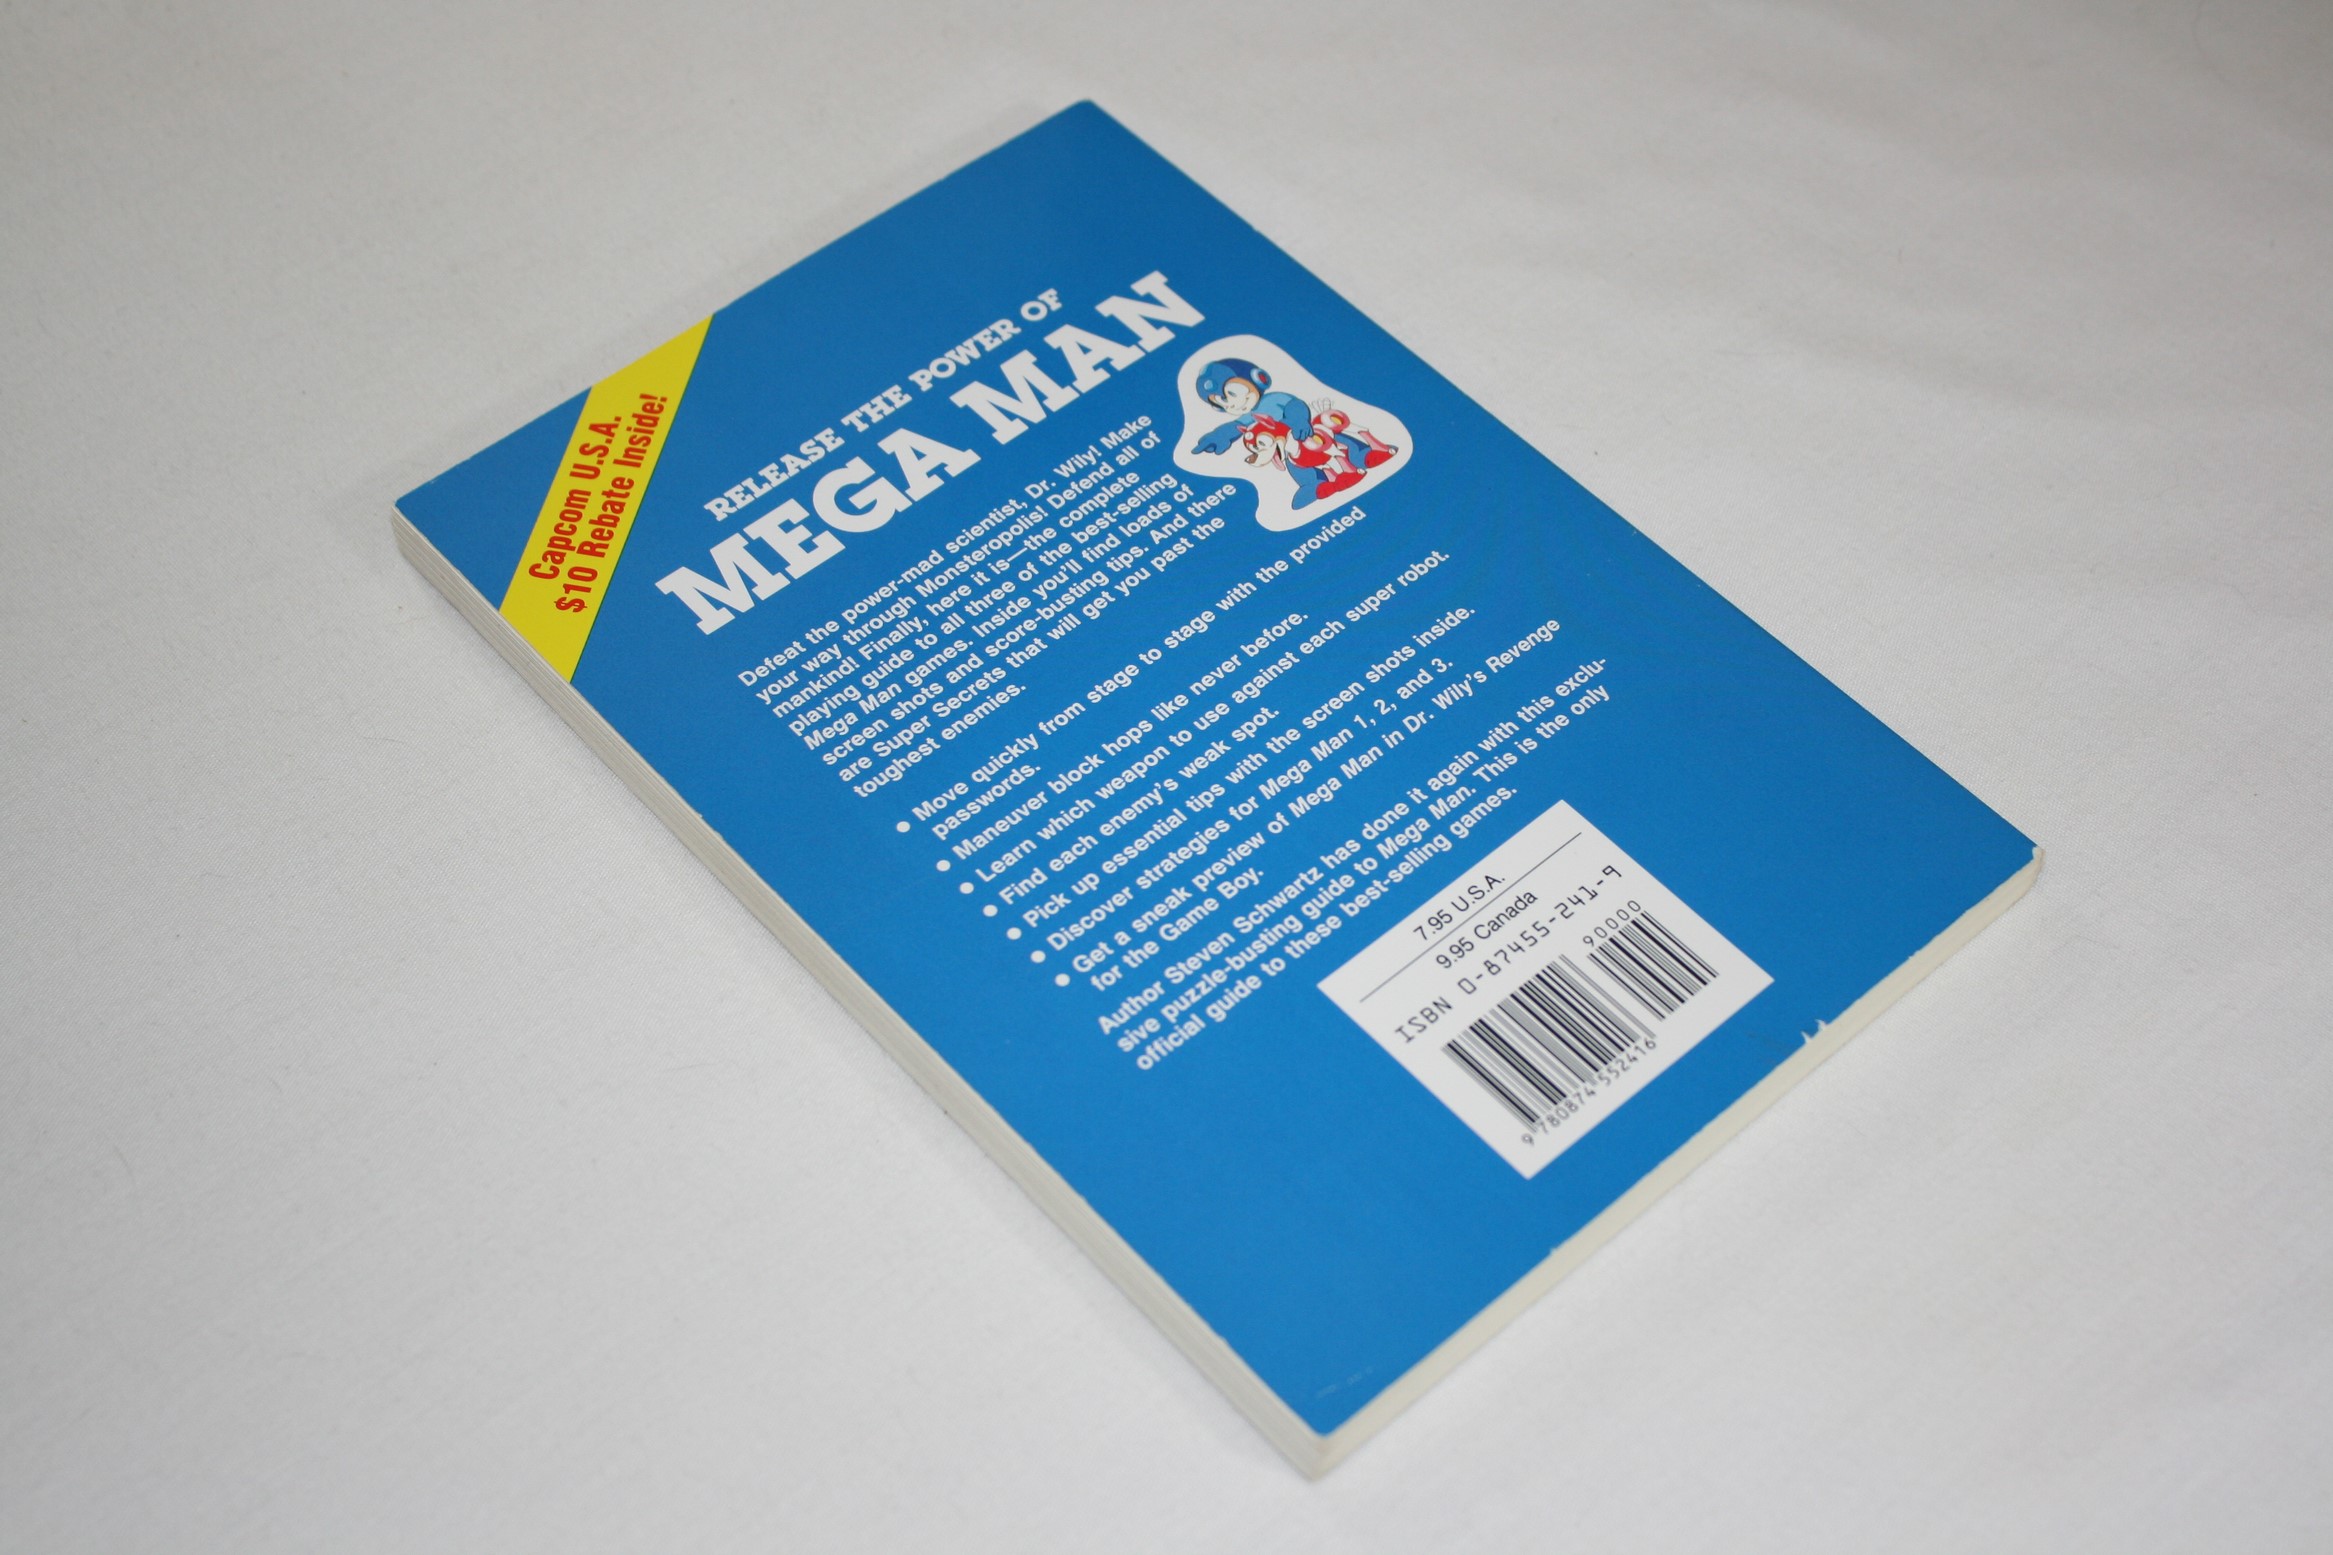 Capcom U.S.A.
$10 Rebate Inside!
RELEASE THE POWER OF
MEGA MAN
Defeat the power-mad scientist, Dr. Wily! Make
your way through Monsteropolis! Defend all of
mankind! Finally, here it is—the complete
playing guide to all three of the best-selling
Mega Man games. Inside you'll find loads of
screen shots and score-busting tips. And there
are Super Secrets that will get you past the
toughest enemies.
● Move quickly from stage to stage with the provided
passwords.
● Maneuver block hops like never before.
● Learn which weapon to use against each super robot.
● Find each enemy's weak spot.
● Pick up essential tips with the screen shots inside.
● Discover strategies for Mega Man 1, 2, and 3.
● Get a sneak preview of Mega Man in Dr. Wily's Revenge
for the Game Boy.
Author Steven Schwartz has done it again with this exclu-
sive puzzle-busting guide to Mega Man. This is the only
official guide to these best-selling games.
7.95 U.S.A.
9.95 Canada
ISBN 0-87455-241-9
90000
9 780874 552416